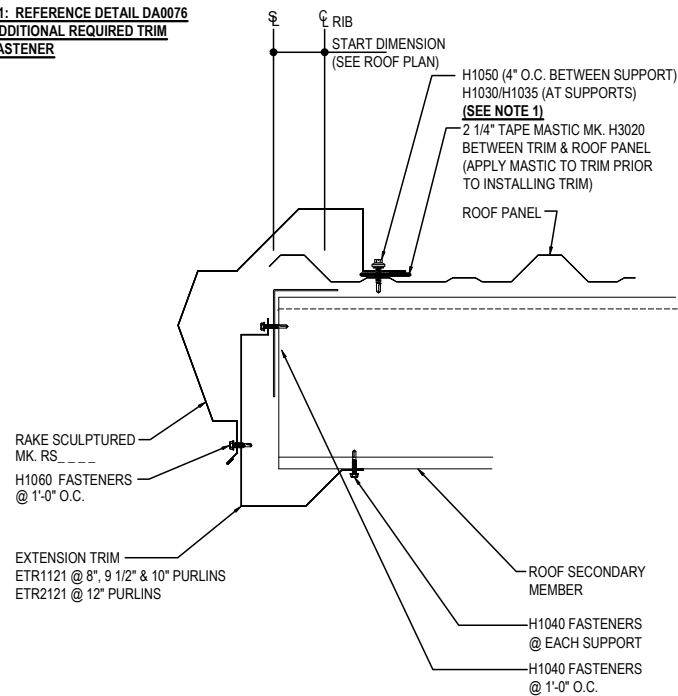 1: REFERENCE DETAIL DA0076
DDITIONAL REQUIRED TRIM
ASTENER
SL
CL RIB
START DIMENSION
(SEE ROOF PLAN)
H1050 (4" O.C. BETWEEN SUPPORT)
H1030/H1035 (AT SUPPORTS)
(SEE NOTE 1)
2 1/4" TAPE MASTIC MK. H3020
BETWEEN TRIM & ROOF PANEL
(APPLY MASTIC TO TRIM PRIOR
TO INSTALLING TRIM)
ROOF PANEL
RAKE SCULPTURED
MK. RS_ _ _ _
H1060 FASTENERS
@ 1'-0" O.C.
EXTENSION TRIM
ETR1121 @ 8", 9 1/2" & 10" PURLINS
ETR2121 @ 12" PURLINS
ROOF SECONDARY
MEMBER
H1040 FASTENERS
@ EACH SUPPORT
H1040 FASTENERS
@ 1'-0" O.C.